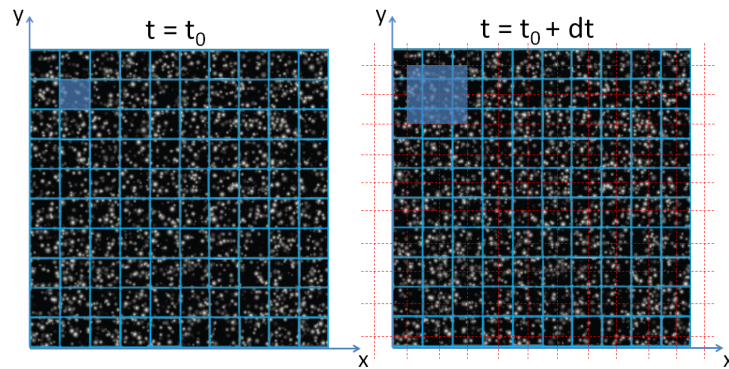 y
t = t₀
x
y
t = t₀ + dt
x